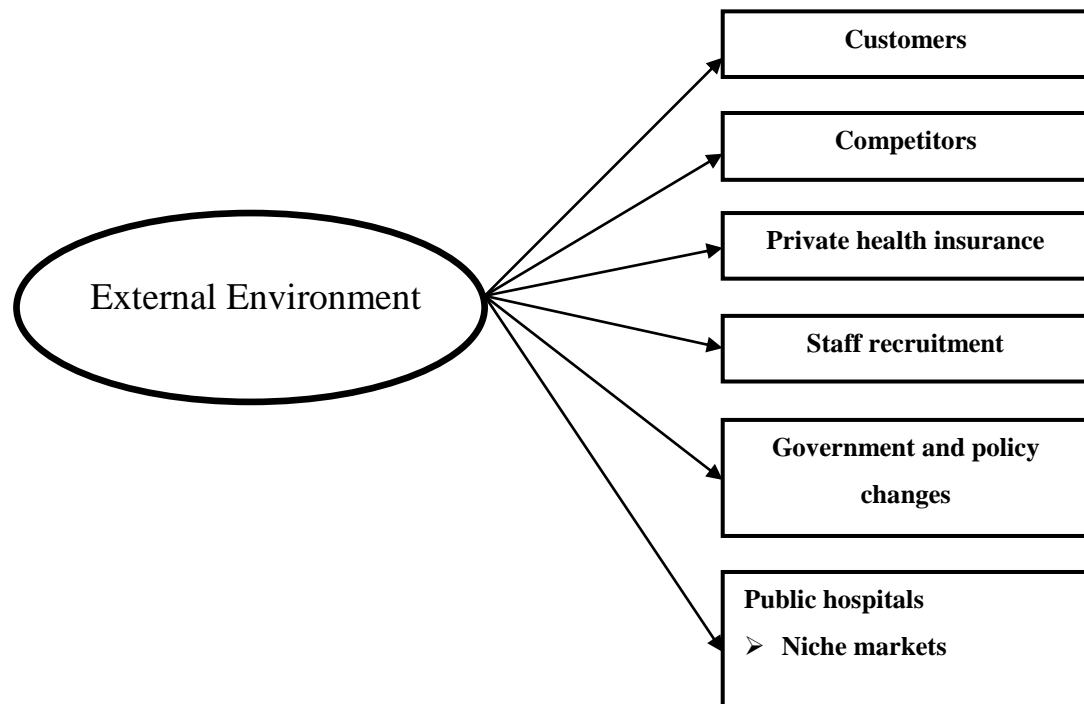 Customers
Competitors
Private health insurance
External Environment
Staff recruitment
Government and policy
changes
Public hospitals
➢ Niche markets